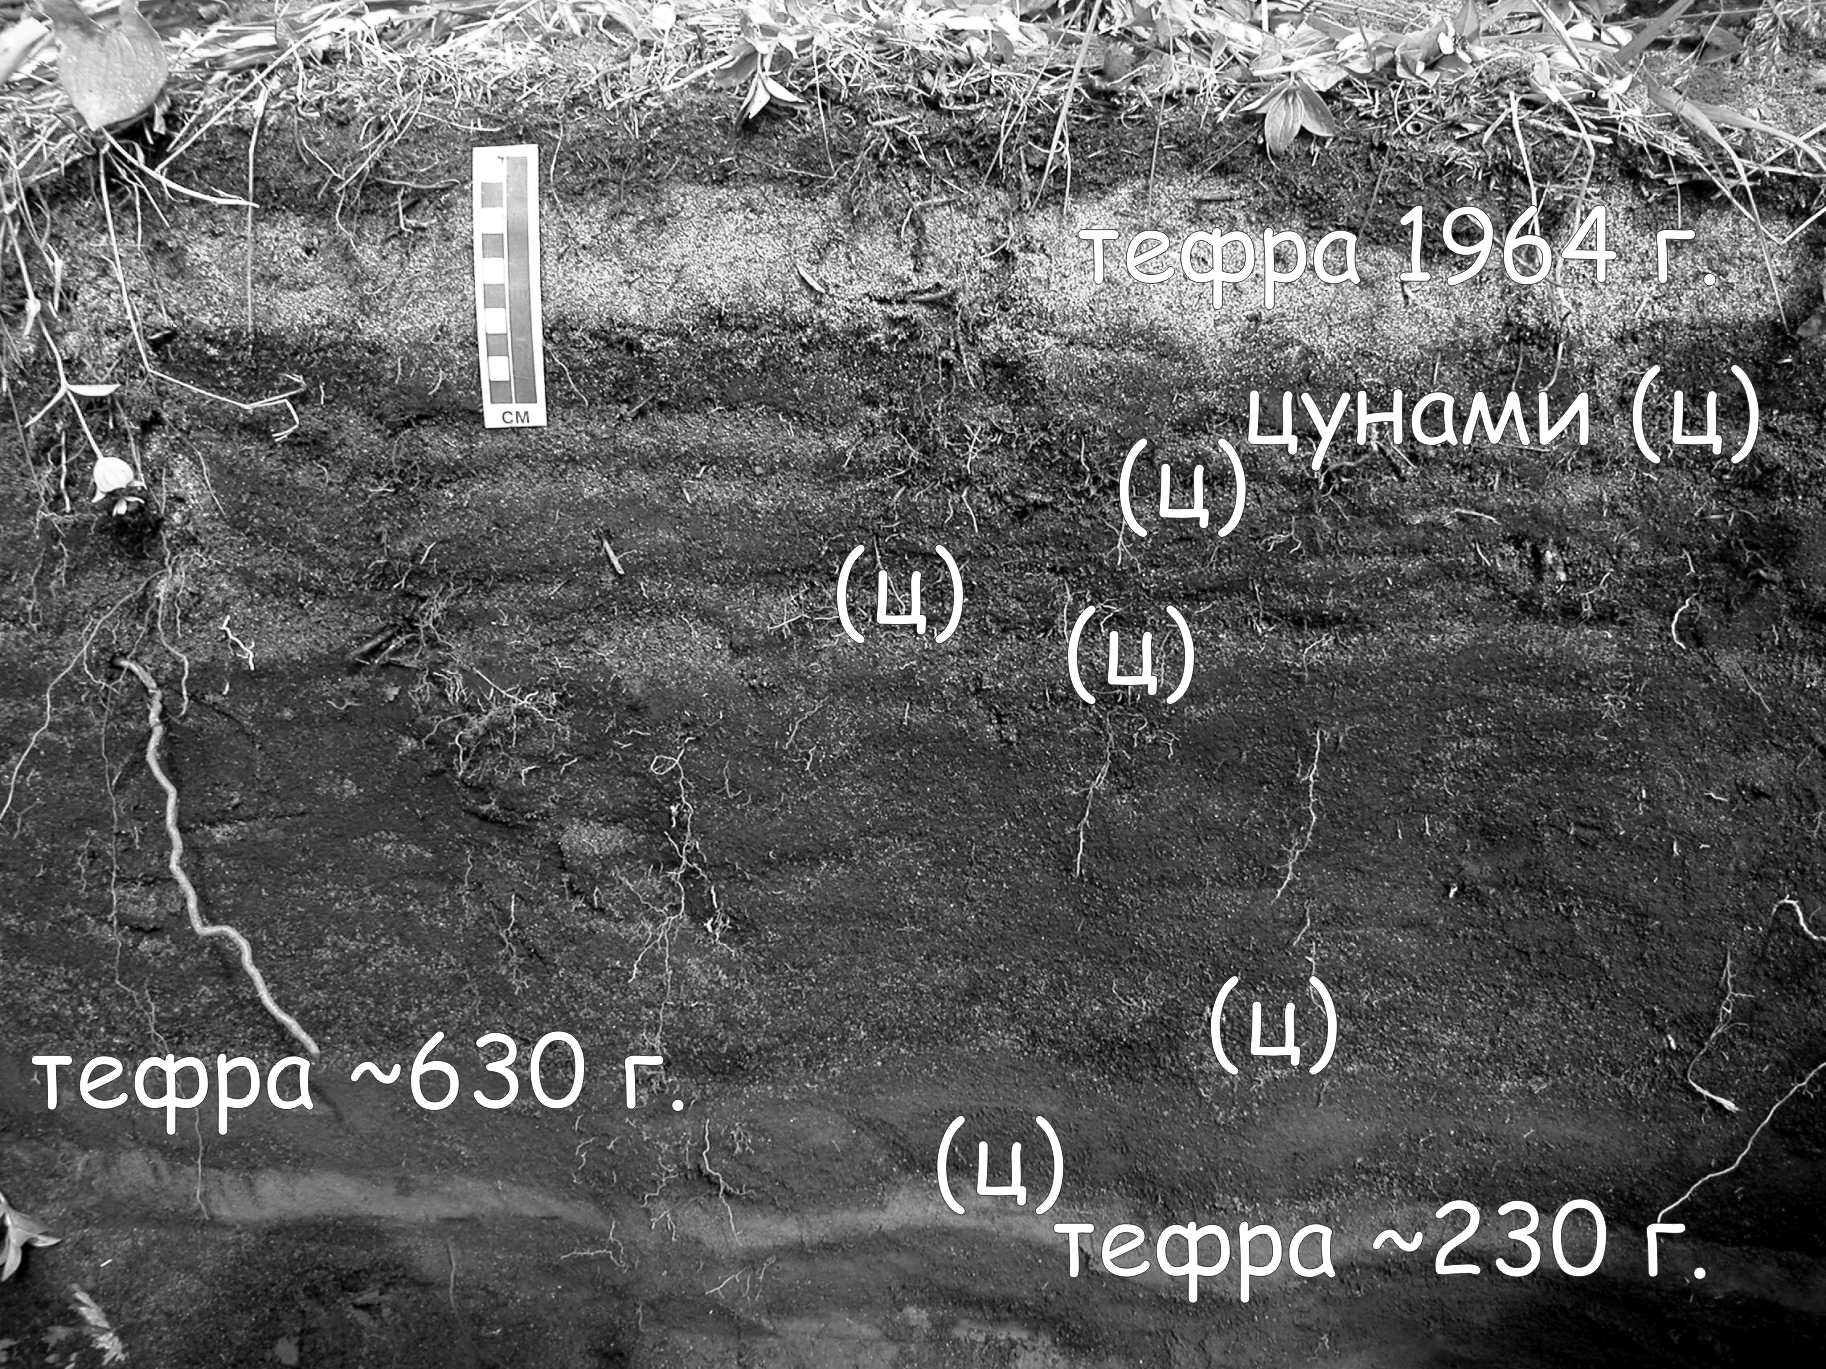 тефра 1964 г.
цунами (ц)
(ц)
(ц)
(ц)
(ц)
тефра ~630 г.
(ц)
тефра ~230 г.
см